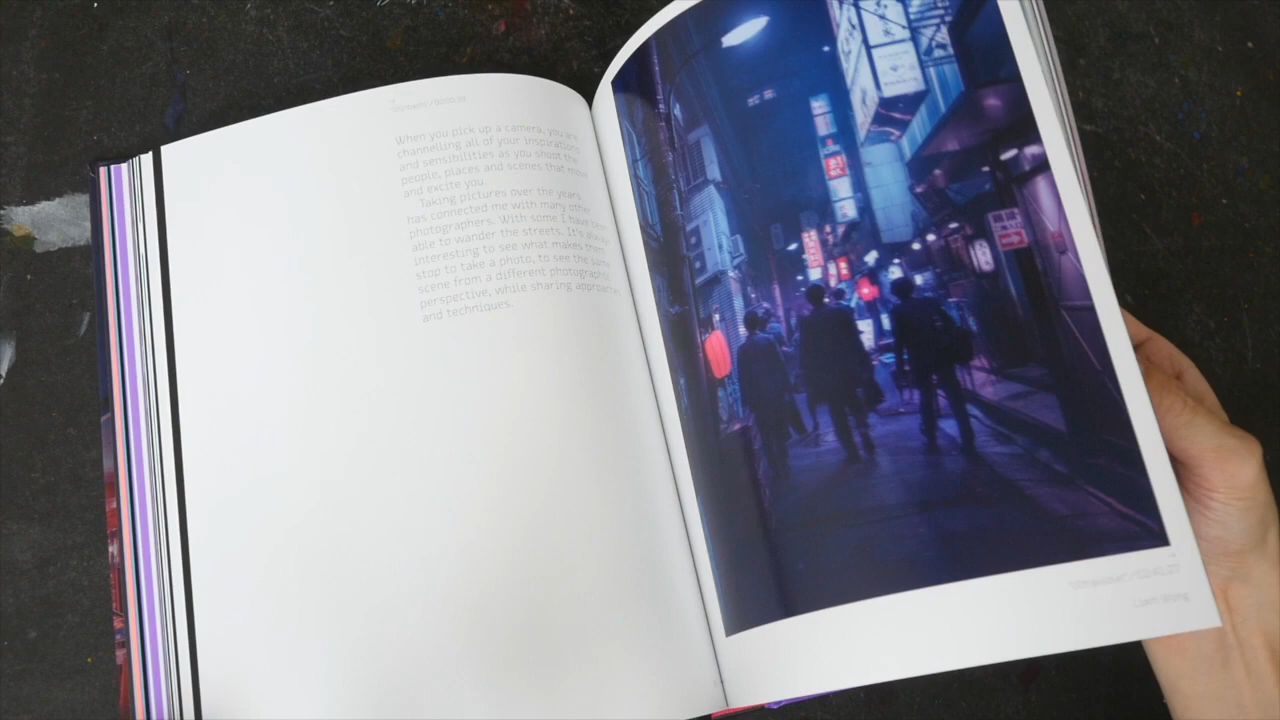 When you pick up a camera, you are
channelling all of your inspirations
and sensibilities as you shoot the
people, places and scenes that move
and excite you.
Taking pictures over the years
has connected me with many other
photographers. With some I have been
able to wander the streets. It's always
interesting to see what makes them
stop to take a photo, to see the same
scene from a different photographic
perspective, while sharing approaches
and techniques.
Liam Wong